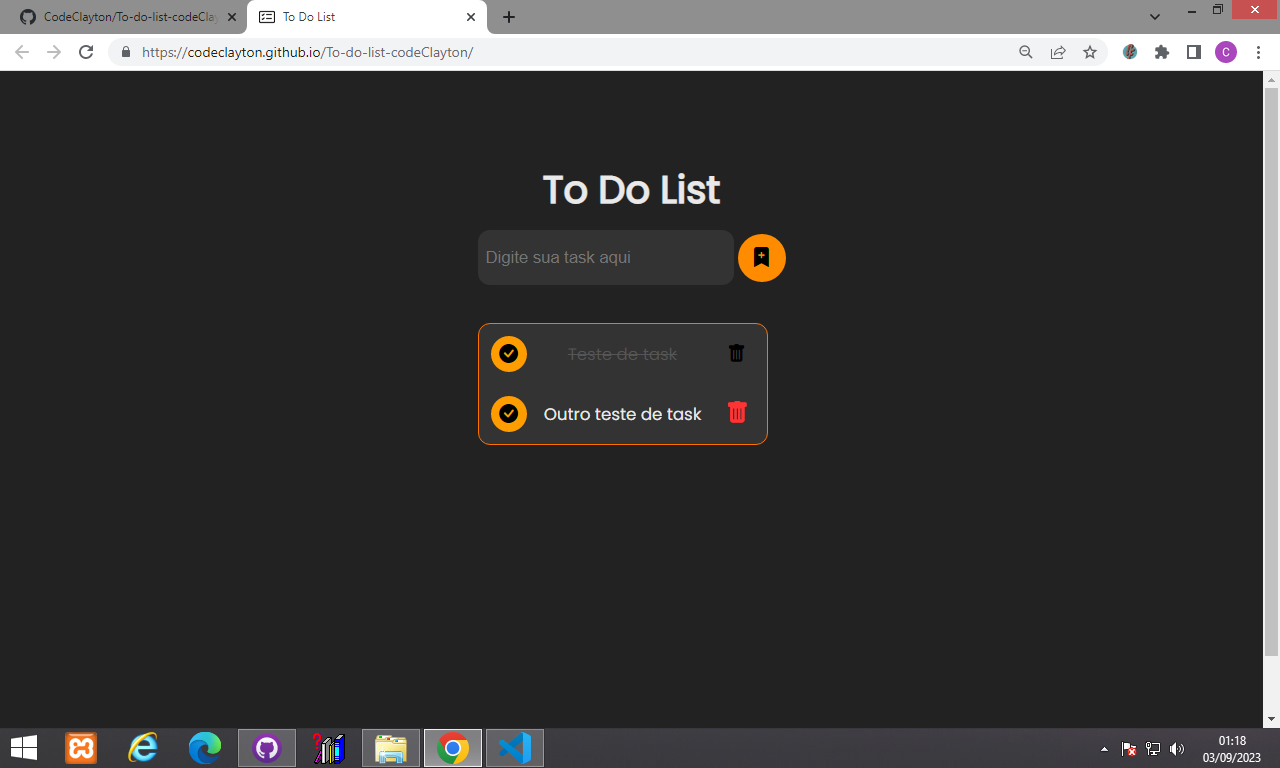 CodeClayton/To-do-list-codeCla
To Do List
https://codeclayton.github.io/To-do-list-codeClayton/
C
To Do List
Digite sua task aqui
Teste de task
Outro teste de task
01:18
03/09/2023